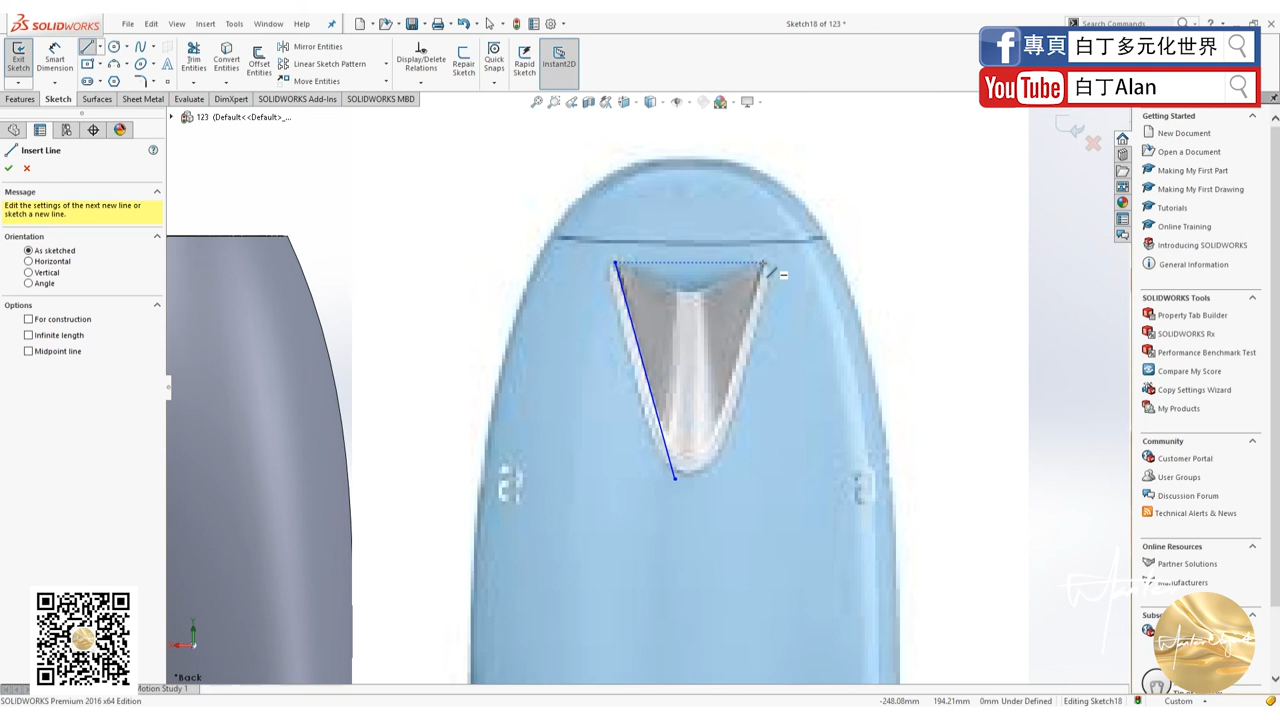 SOLIDWORKS
File Edit View Insert Tools Window Help
Sketch18 of 123 *
Search Commands
Exit Sketch
Smart Dimension
Trim Entities
Convert Entities
Offset Entities
Mirror Entities
Linear Sketch Pattern
Move Entities
Display/Delete Relations
Repair Sketch
Quick Snaps
Rapid Sketch
Instant2D
f 專頁 白丁多元化世界
YouTube 白丁Alan
Features Sketch Surfaces Sheet Metal Evaluate DimXpert SOLIDWORKS Add-Ins SOLIDWORKS MBD
123 (Default<<Default>_...
Insert Line
Message
Edit the settings of the next new line or
sketch a new line.
Orientation
As sketched
Horizontal
Vertical
Angle
Options
For construction
Infinite length
Midpoint line
Getting Started
New Document
Open a Document
Making My First Part
Making My First Drawing
Tutorials
Online Training
Introducing SOLIDWORKS
General Information
SOLIDWORKS Tools
Property Tab Builder
SOLIDWORKS Rx
Performance Benchmark Test
Compare My Score
Copy Settings Wizard
My Products
Community
Customer Portal
User Groups
Discussion Forum
Technical Alerts & News
Online Resources
Partner Solutions
Manufacturers
Y
*Back
Motion Study 1
SOLIDWORKS Premium 2016 x64 Edition
-248.08mm 194.21mm 0mm Under Defined Editing Sketch18 Custom